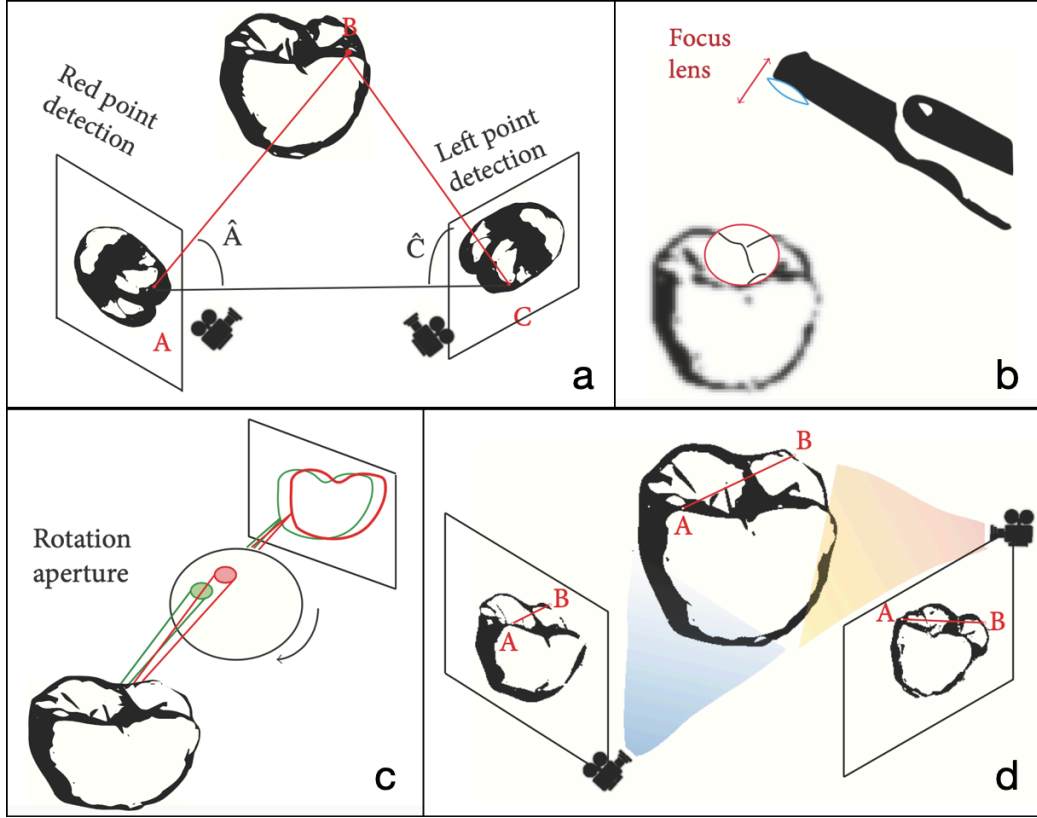 B
Red point
detection
Left point
detection
Â
Ĉ
A
C
a
Focus
lens
b
Rotation
aperture
c
B
A
B
A
A
B
d